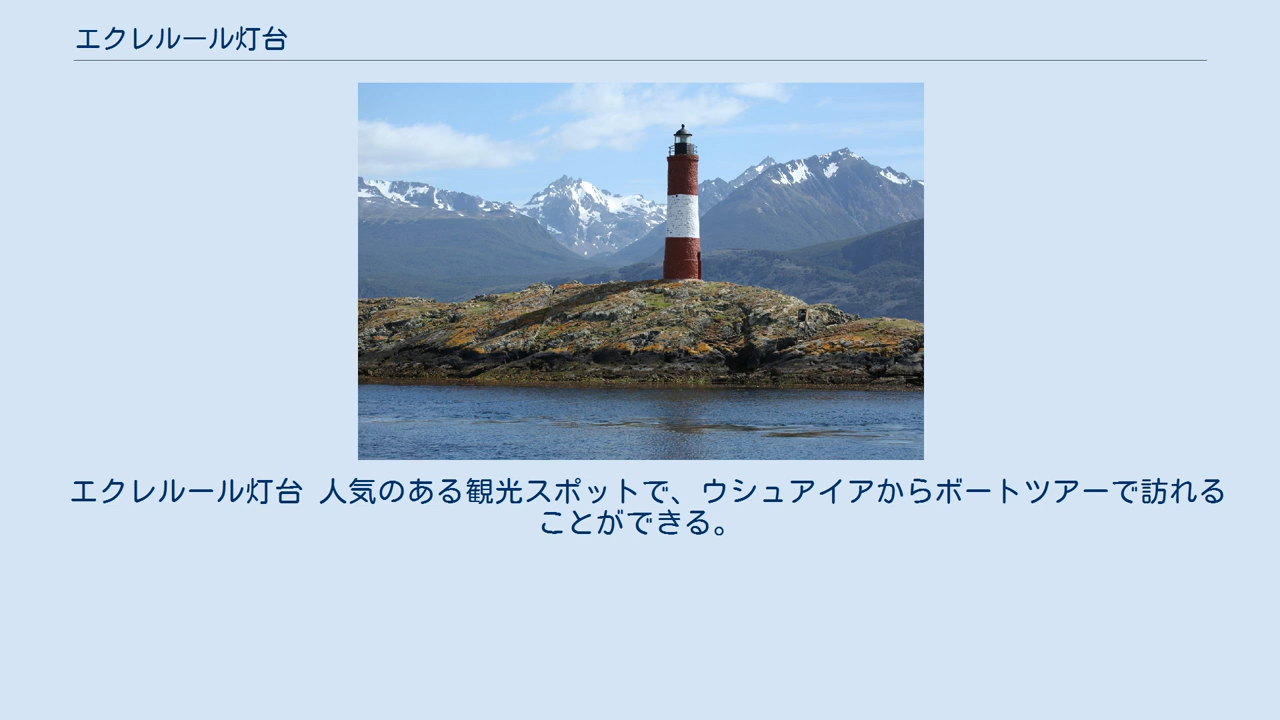 エクレルール灯台
エクレルール灯台 人気のある観光スポットで、ウシュアイアからボートツアーで訪れる
ことができる。